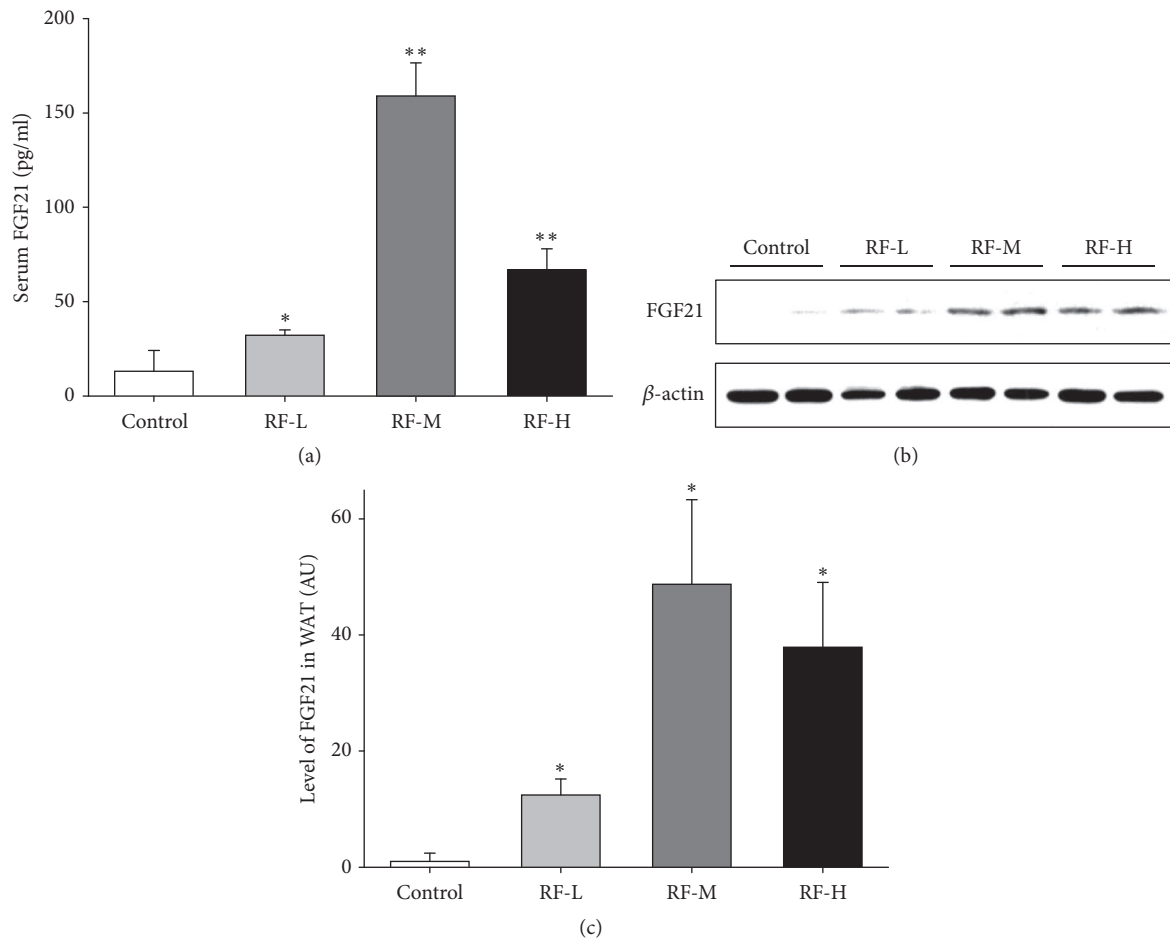 200
150
100
50
0
Serum FGF21 (pg/ml)
*
**
**
Control RF-L RF-M RF-H
(a)
Control RF-L RF-M RF-H
FGF21
β-actin
(b)
60
40
20
0
Level of FGF21 in WAT (AU)
*
*
*
Control RF-L RF-M RF-H
(c)